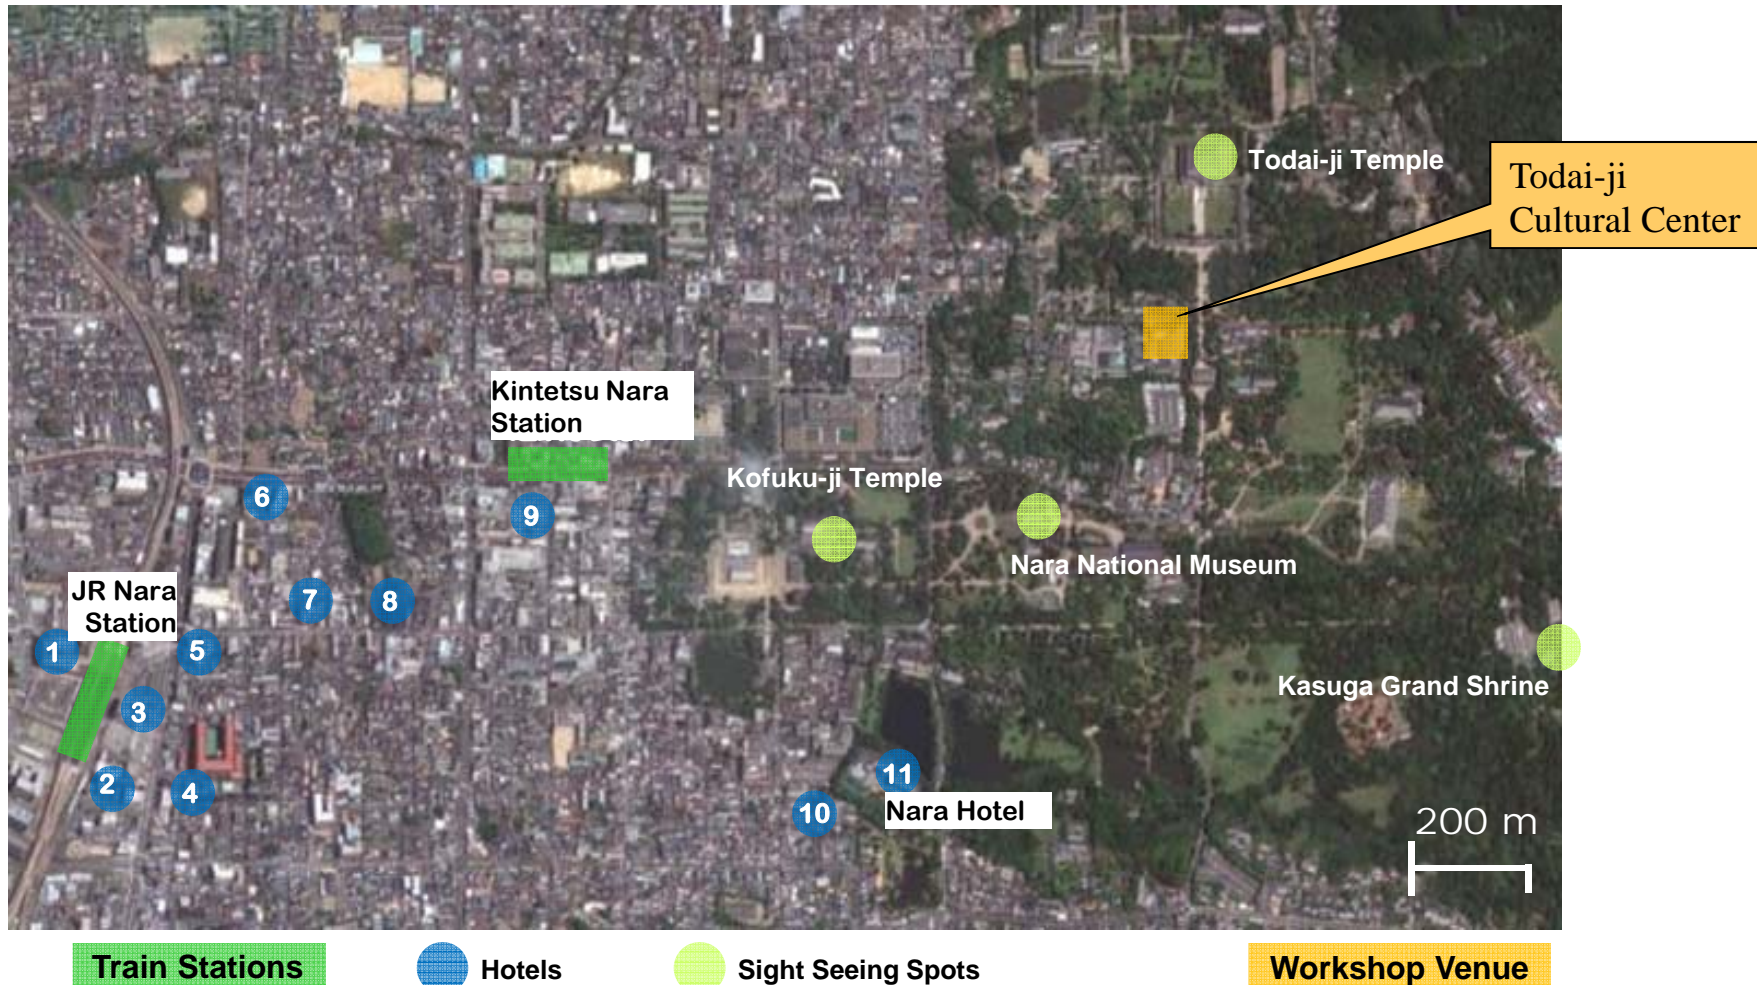 Todai-ji Temple
Todai-ji
Cultural Center
Kintetsu Nara
Station
Kofuku-ji Temple
6
9
Nara National Museum
JR Nara
Station
7
8
1
5
Kasuga Grand Shrine
3
2
4
11
10
Nara Hotel
200 m
Train Stations
Hotels
Sight Seeing Spots
Workshop Venue